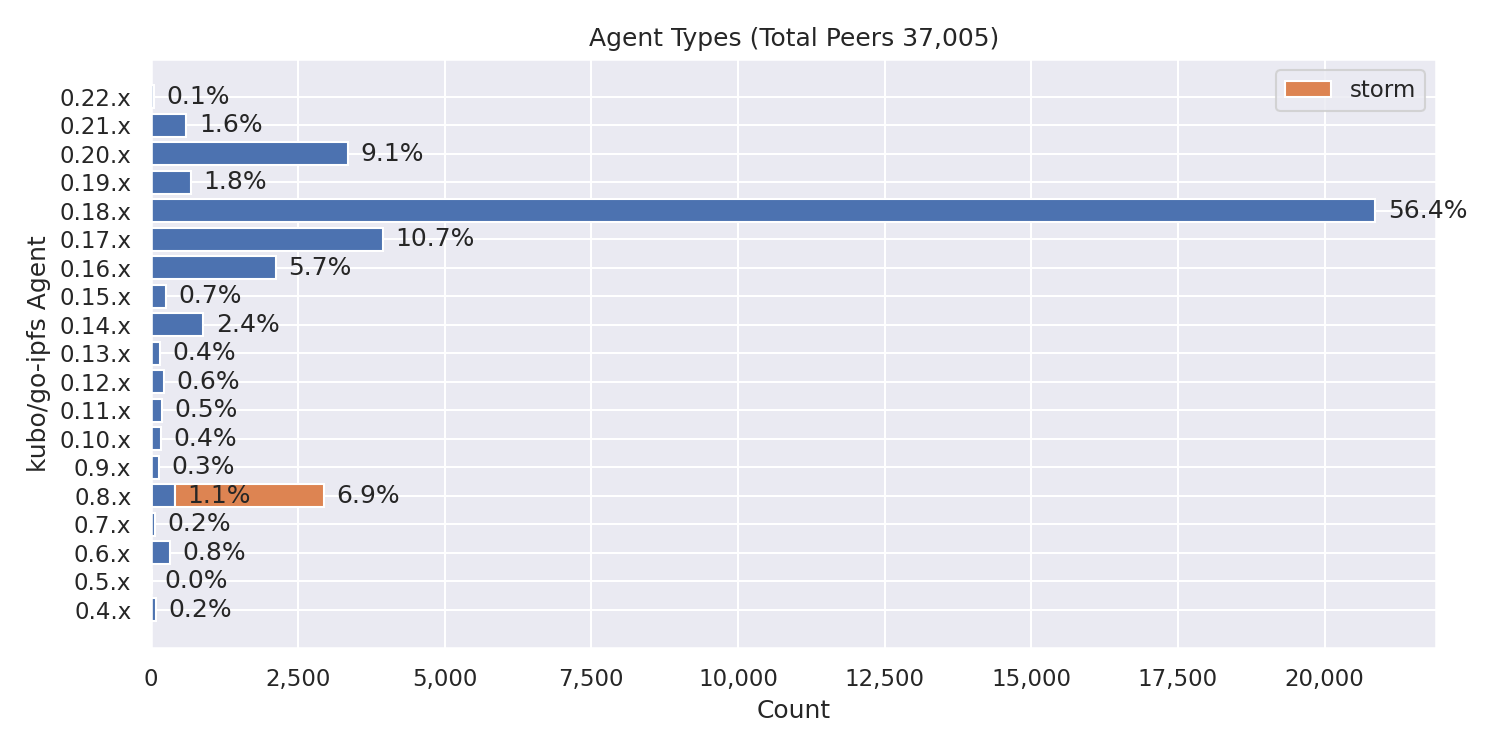 Agent Types (Total Peers 37,005)
storm
kubo/go-ipfs Agent
0.22.x 0.1%
0.21.x 1.6%
0.20.x 9.1%
0.19.x 1.8%
0.18.x 56.4%
0.17.x 10.7%
0.16.x 5.7%
0.15.x 0.7%
0.14.x 2.4%
0.13.x 0.4%
0.12.x 0.6%
0.11.x 0.5%
0.10.x 0.4%
0.9.x 0.3%
0.8.x 1.1% 6.9%
0.7.x 0.2%
0.6.x 0.8%
0.5.x 0.0%
0.4.x 0.2%
0 2,500 5,000 7,500 10,000 12,500 15,000 17,500 20,000
Count